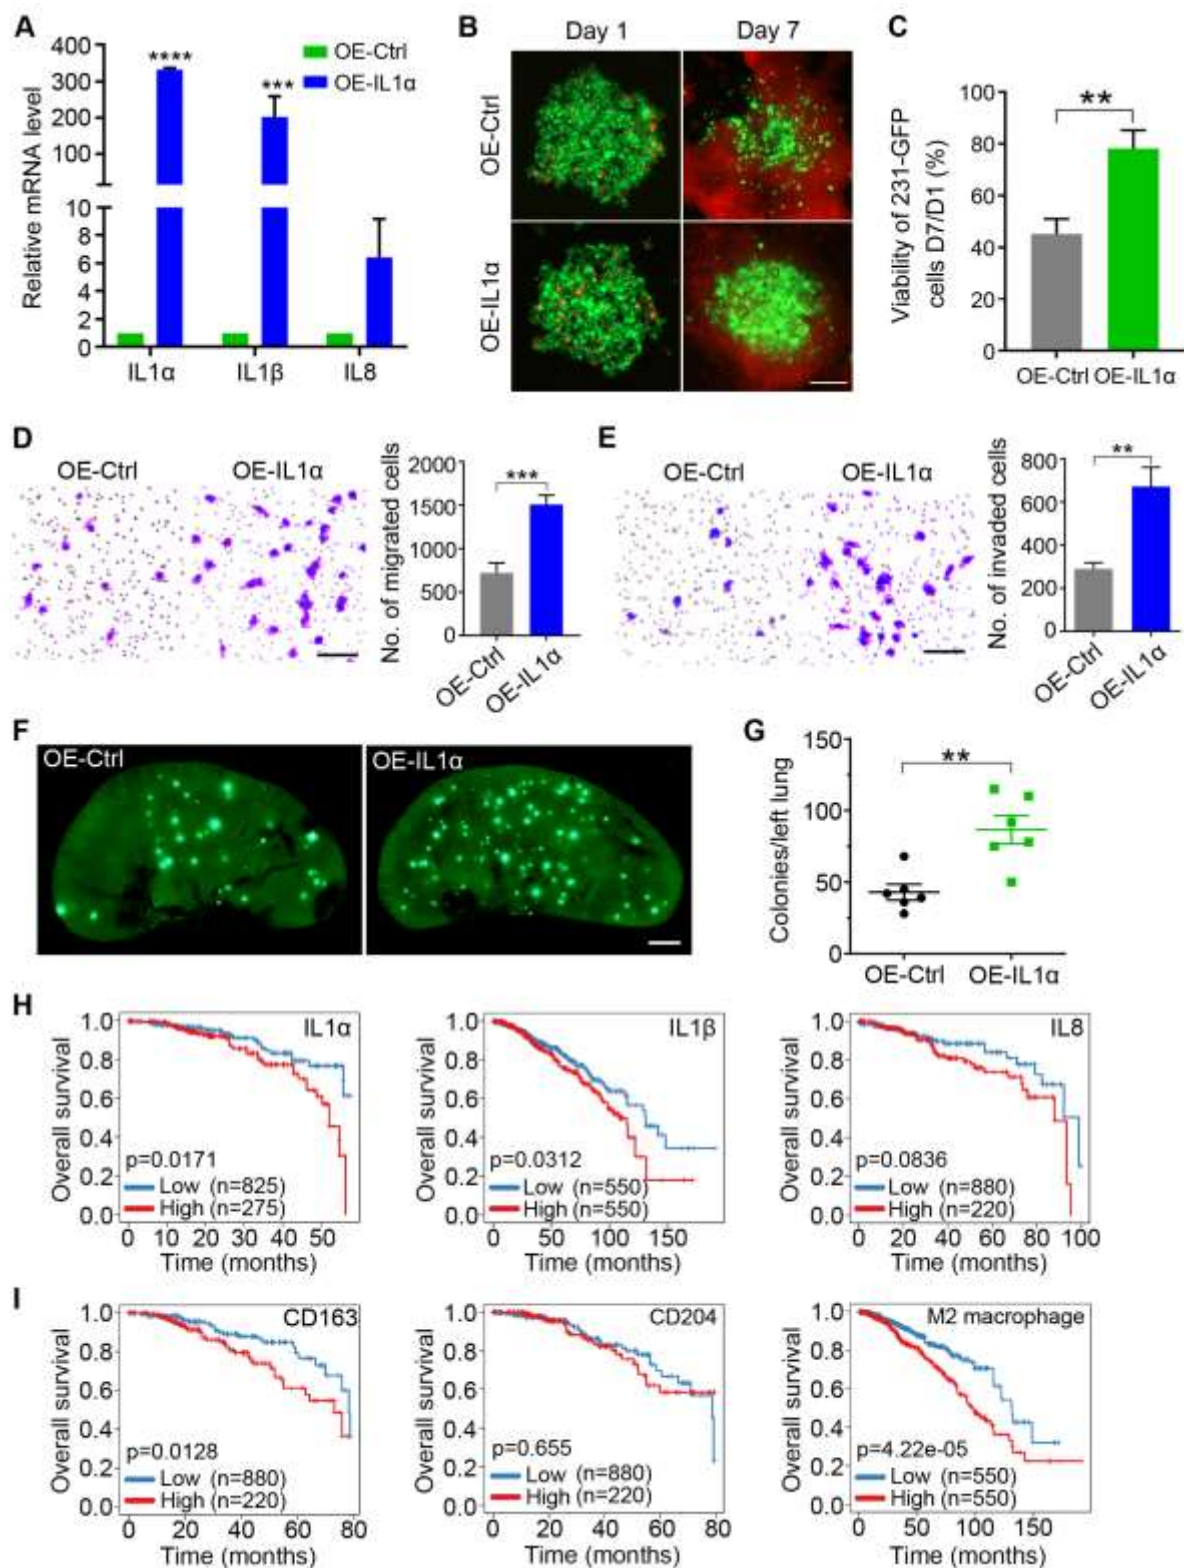 A
Relative mRNA level
400
300
200
100
10
8
6
4
2
0
****
***
OE-Ctrl
OE-IL1α
IL1α
IL1β
IL8
B
Day 1
Day 7
OE-Ctrl
OE-IL1α
C
Viability of 231-GFP
cells D7/D1 (%)
100
80
60
40
20
0
**
OE-Ctrl
OE-IL1α
D
OE-Ctrl
OE-IL1α
No. of migrated cells
2000
1500
1000
500
0
***
OE-Ctrl
OE-IL1α
E
OE-Ctrl
OE-IL1α
No. of invaded cells
800
600
400
200
0
**
OE-Ctrl
OE-IL1α
F
OE-Ctrl
OE-IL1α
G
Colonies/left lung
150
100
50
0
**
OE-Ctrl
OE-IL1α
H
Overall survival
1.0
0.8
0.6
0.4
0.2
0.0
IL1α
p=0.0171
Low (n=825)
High (n=275)
0 10 20 30 40 50
Time (months)
Overall survival
1.0
0.8
0.6
0.4
0.2
0.0
IL1β
p=0.0312
Low (n=550)
High (n=550)
0 50 100 150
Time (months)
Overall survival
1.0
0.8
0.6
0.4
0.2
0.0
IL8
p=0.0836
Low (n=880)
High (n=220)
0 20 40 60 80 100
Time (months)
I
Overall survival
1.0
0.8
0.6
0.4
0.2
0.0
CD163
p=0.0128
Low (n=880)
High (n=220)
0 20 40 60 80
Time (months)
Overall survival
1.0
0.8
0.6
0.4
0.2
0.0
CD204
p=0.655
Low (n=880)
High (n=220)
0 20 40 60 80
Time (months)
Overall survival
1.0
0.8
0.6
0.4
0.2
0.0
M2 macrophage
p=4.22e-05
Low (n=550)
High (n=550)
0 50 100 150
Time (months)